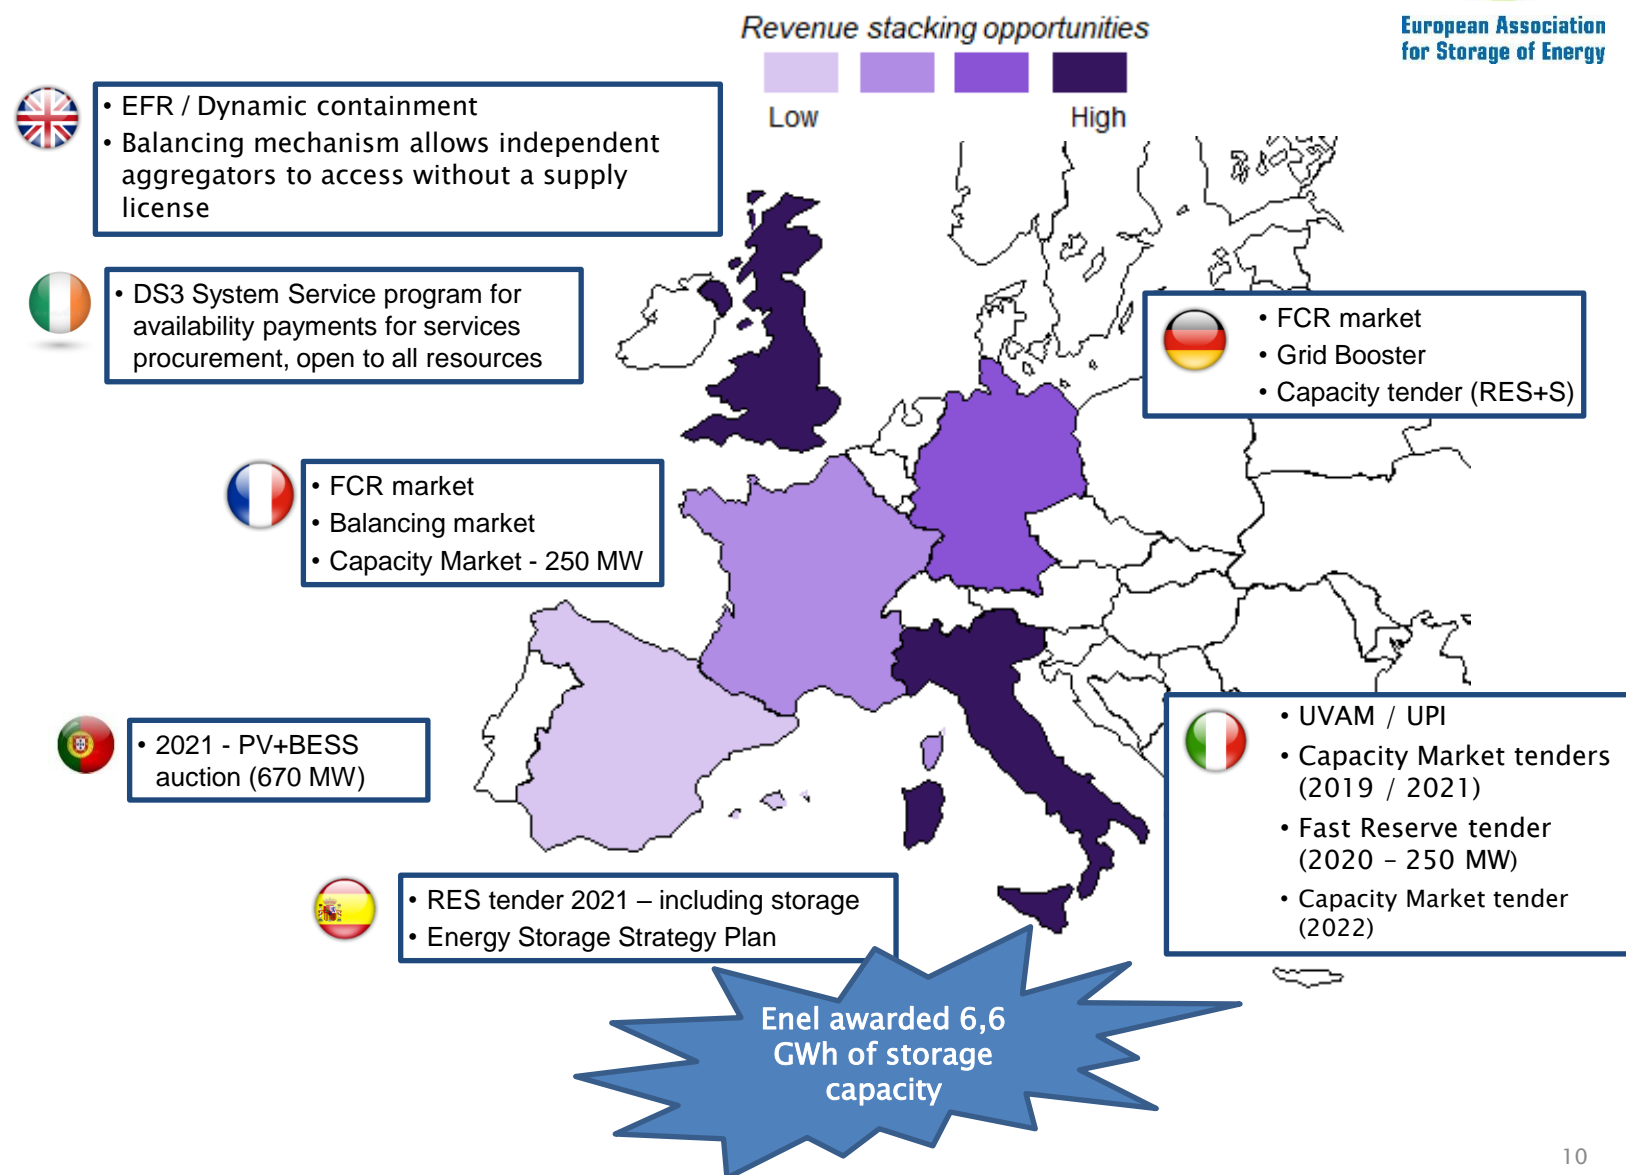 Revenue stacking opportunities
Low
High
European Association
for Storage of Energy
• EFR / Dynamic containment
• Balancing mechanism allows independent
aggregators to access without a supply
license
• DS3 System Service program for
availability payments for services
procurement, open to all resources
• FCR market
• Grid Booster
• Capacity tender (RES+S)
• FCR market
• Balancing market
• Capacity Market - 250 MW
• 2021 - PV+BESS
auction (670 MW)
• UVAM / UPI
• Capacity Market tenders
(2019 / 2021)
• Fast Reserve tender
(2020 – 250 MW)
• Capacity Market tender
(2022)
• RES tender 2021 – including storage
• Energy Storage Strategy Plan
Enel awarded 6,6
GWh of storage
capacity
10